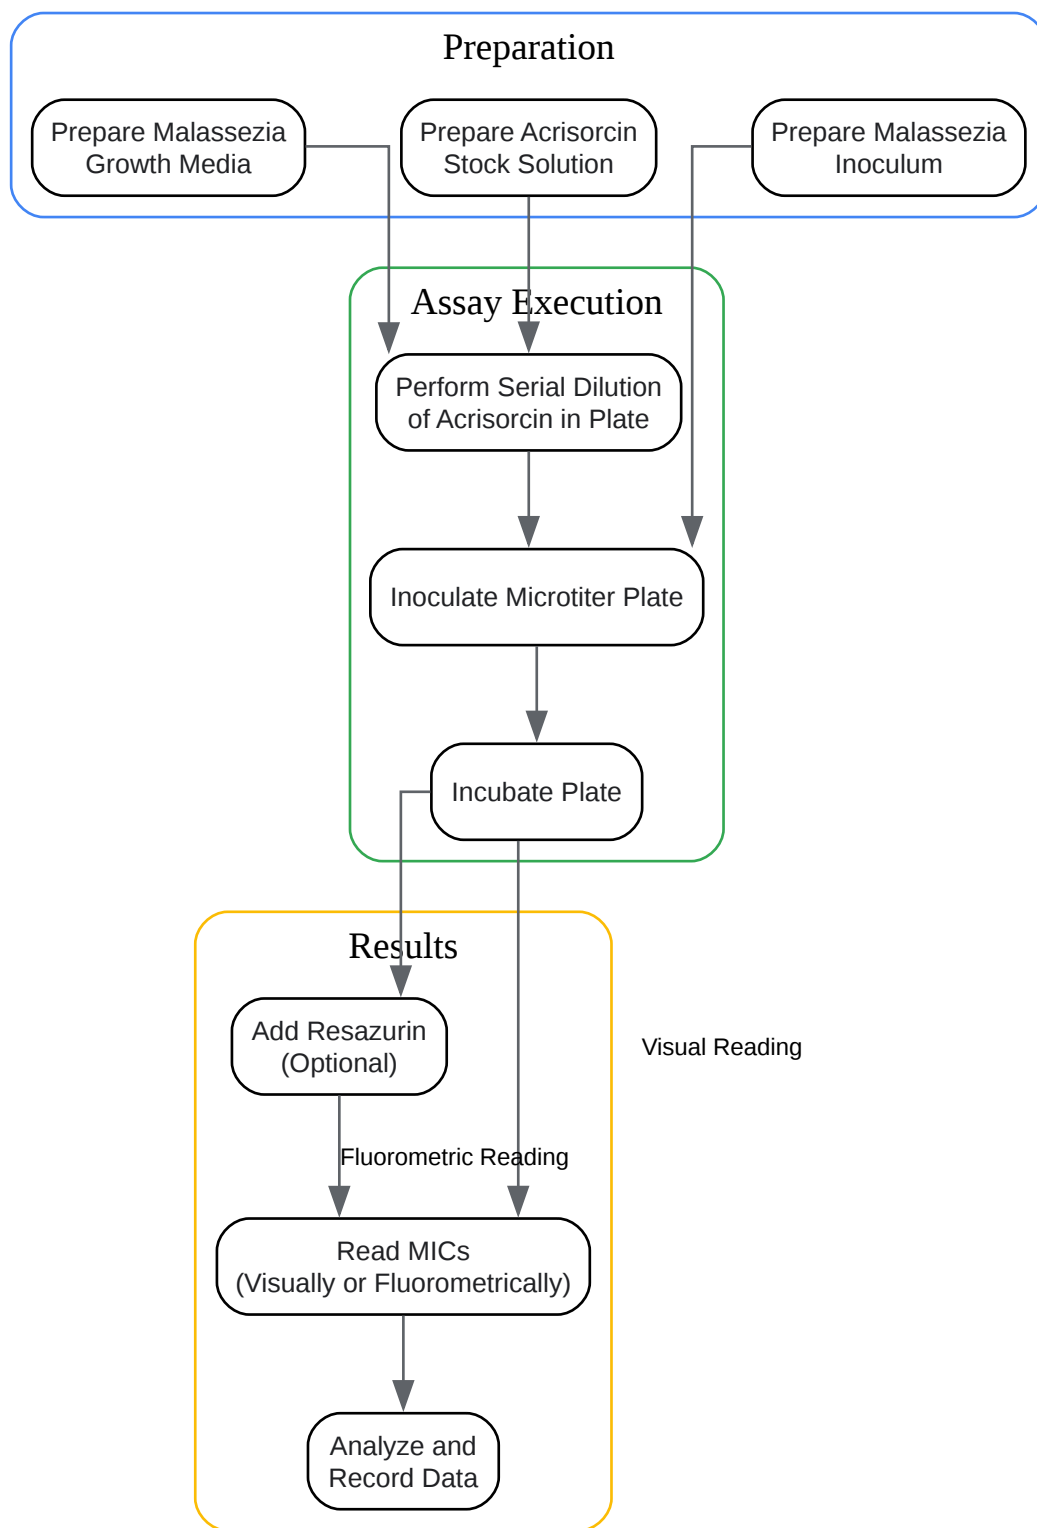 Preparation
Prepare Malassezia
Growth Media
Prepare Acrisorcin
Stock Solution
Prepare Malassezia
Inoculum
Assay Execution
Perform Serial Dilution
of Acrisorcin in Plate
Inoculate Microtiter Plate
Incubate Plate
Results
Add Resazurin
(Optional)
Visual Reading
Fluorometric Reading
Read MICs
(Visually or Fluorometrically)
Analyze and
Record Data